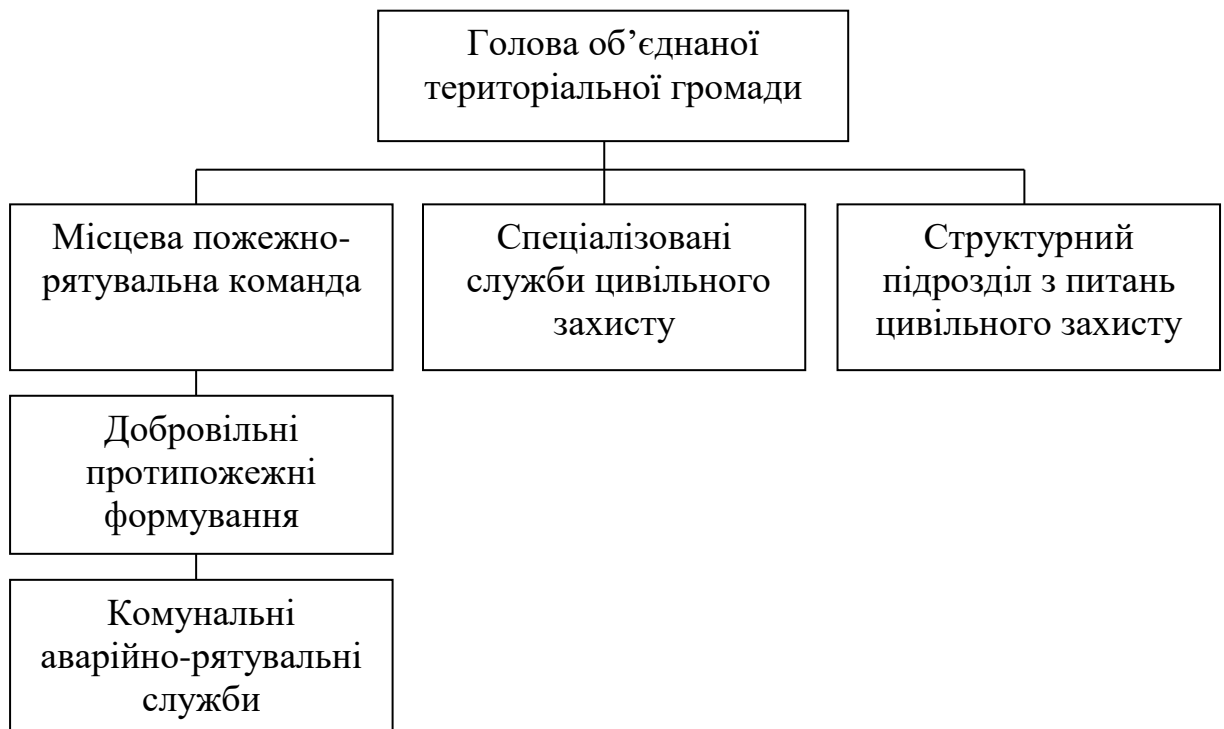 Голова об’єднаної
територіальної громади
Місцева пожежно-
рятувальна команда
Спеціалізовані
служби цивільного
захисту
Структурний
підрозділ з питань
цивільного захисту
Добровільні
протипожежні
формування
Комунальні
аварійно-рятувальні
служби